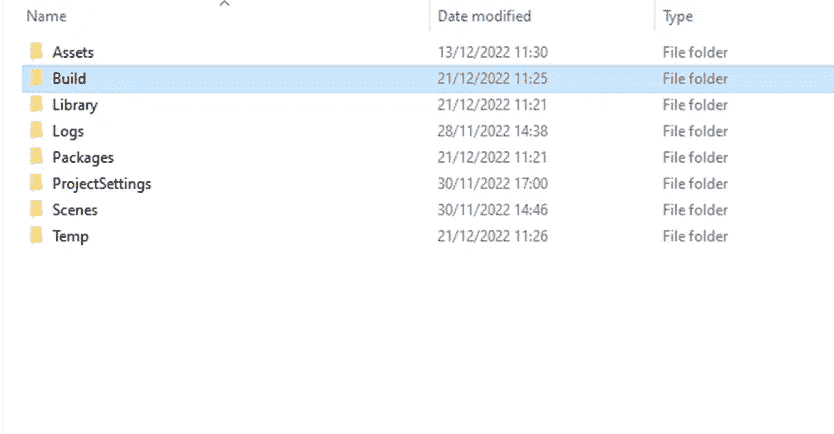 Name Date modified Type
Assets 13/12/2022 11:30 File folder
Build 21/12/2022 11:25 File folder
Library 21/12/2022 11:21 File folder
Logs 28/11/2022 14:38 File folder
Packages 21/12/2022 11:21 File folder
ProjectSettings 30/11/2022 17:00 File folder
Scenes 30/11/2022 14:46 File folder
Temp 21/12/2022 11:26 File folder